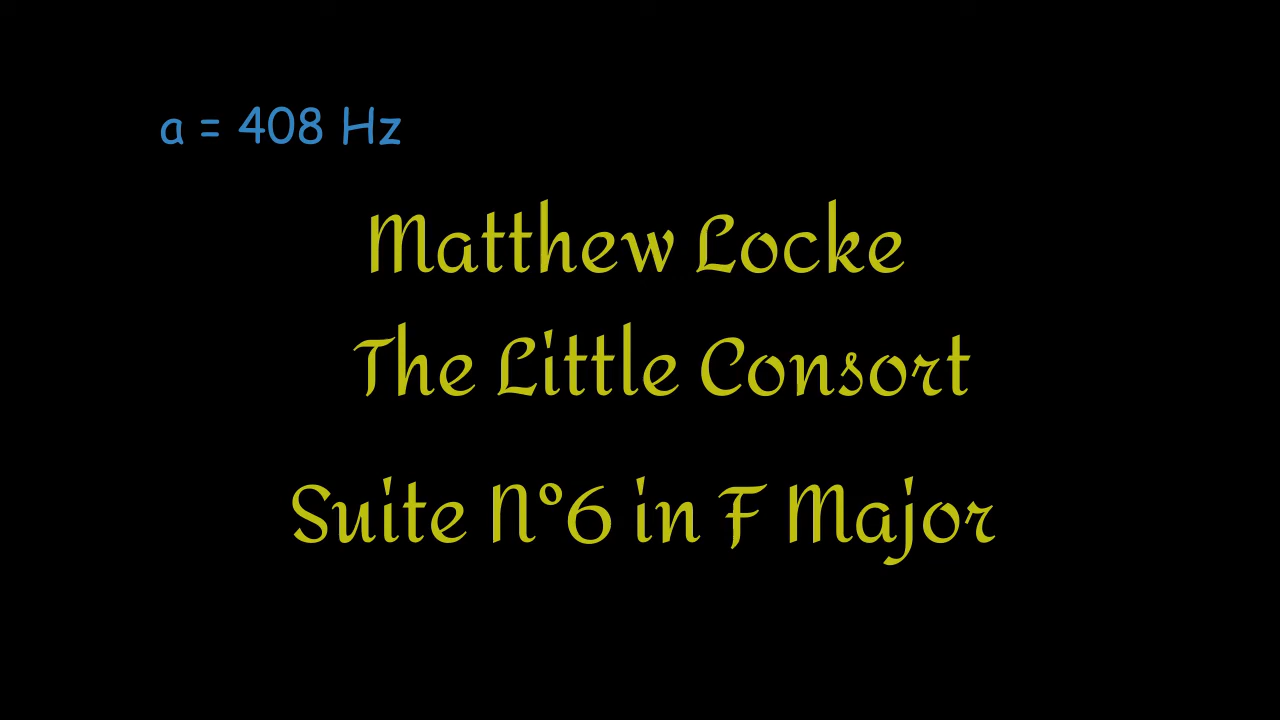 a = 408 Hz
Matthew Locke
The Little Consort
Suite N°6 in F Major